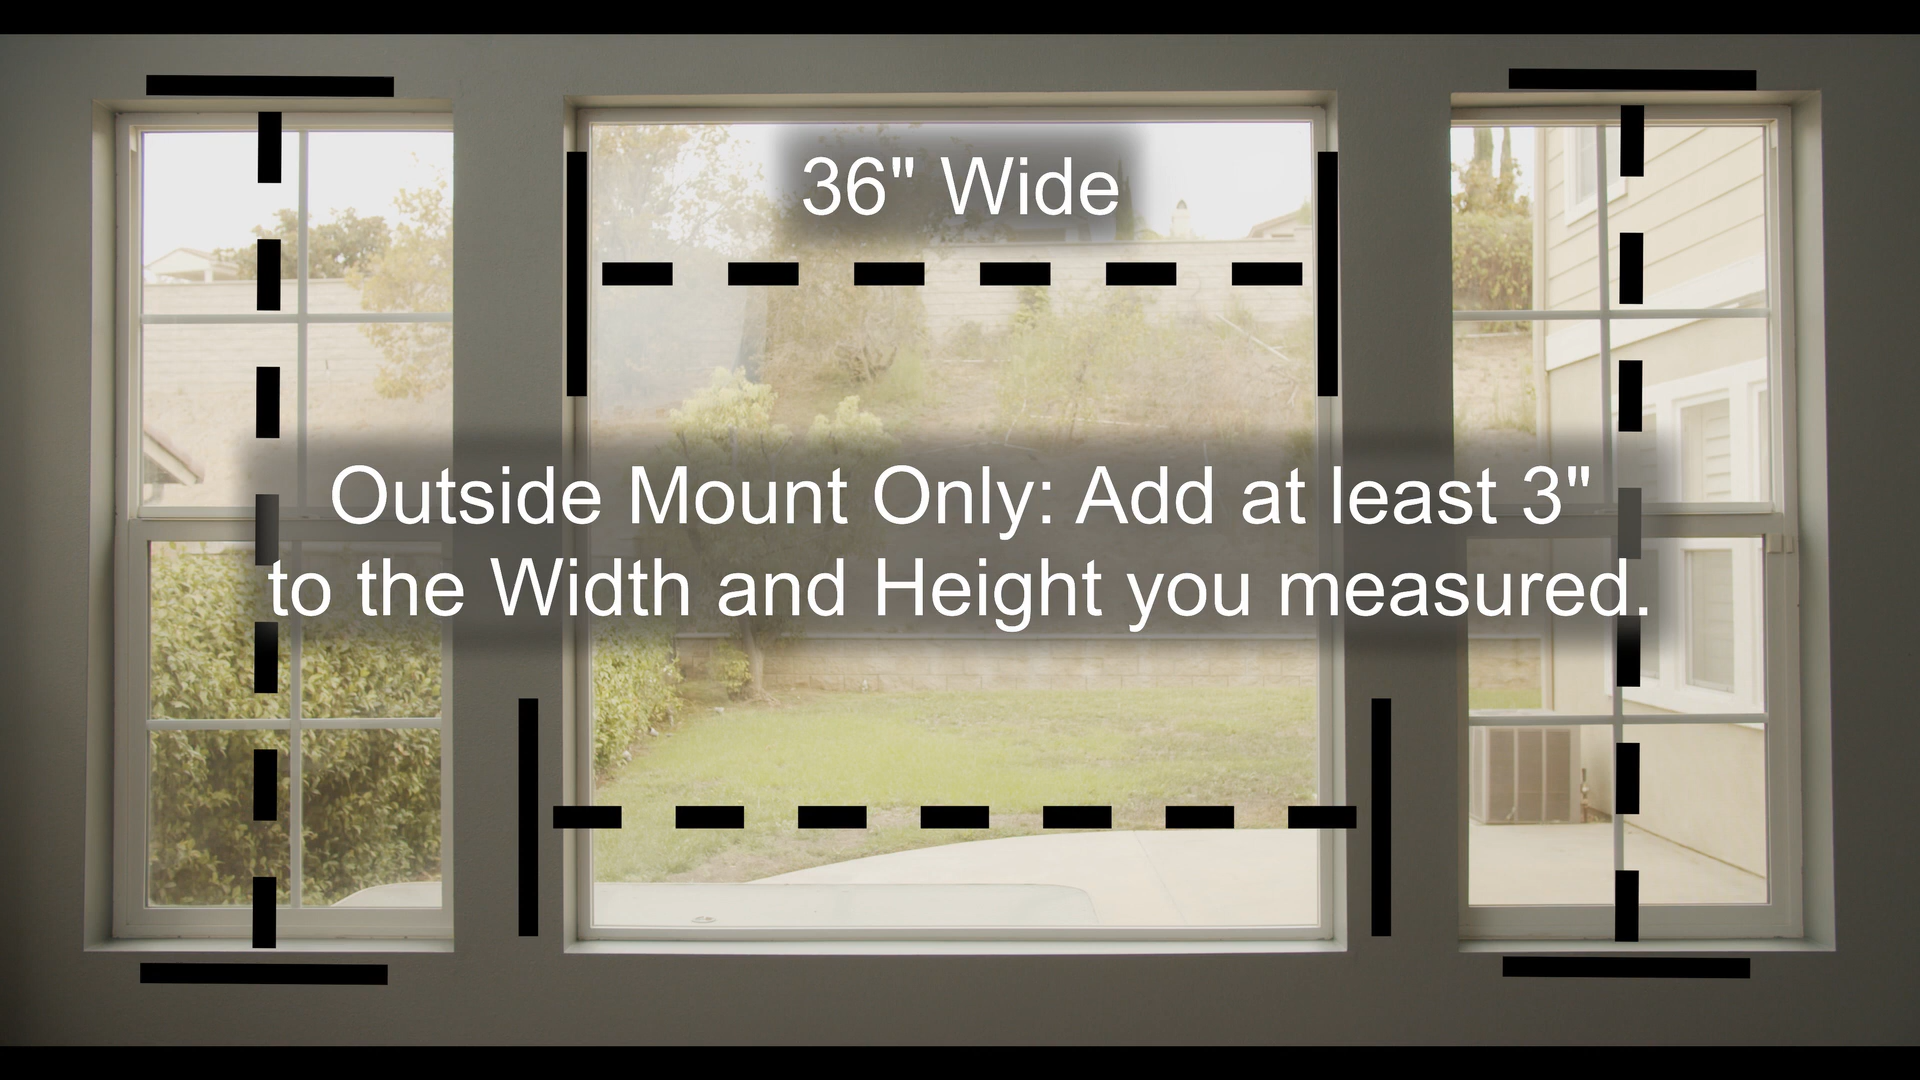 36" Wide
Outside Mount Only: Add at least 3"
to the Width and Height you measured.